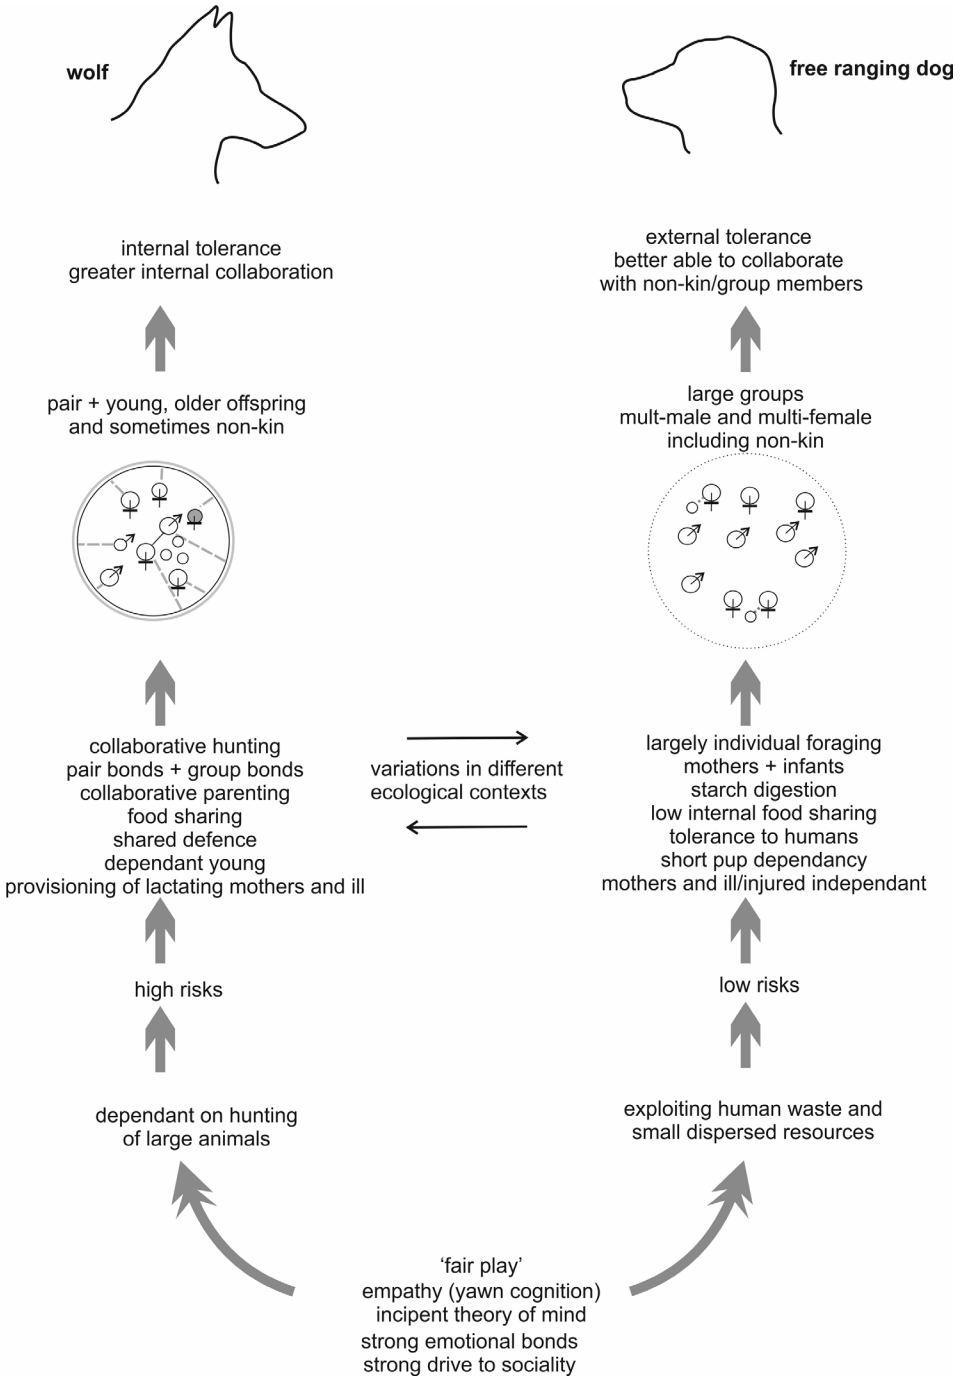 wolf
free ranging dog
internal tolerance
greater internal collaboration
external tolerance
better able to collaborate
with non-kin/group members
pair + young, older offspring
and sometimes non-kin
large groups
mult-male and multi-female
including non-kin
collaborative hunting
pair bonds + group bonds
collaborative parenting
food sharing
shared defence
dependant young
provisioning of lactating mothers and ill
variations in different
ecological contexts
largely individual foraging
mothers + infants
starch digestion
low internal food sharing
tolerance to humans
short pup dependancy
mothers and ill/injured independant
high risks
low risks
dependant on hunting
of large animals
exploiting human waste and
small dispersed resources
‘fair play’
empathy (yawn cognition)
incipent theory of mind
strong emotional bonds
strong drive to sociality